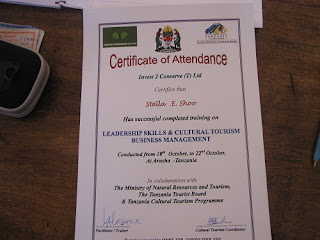 Certificate of Attendance
Invest 2 Conserve (T) Ltd
Certifies that
Stella .E. Shoo
Has successful completed training on
LEADERSHIP SKILLS & CULTURAL TOURISM
BUSINESS MANAGEMENT
Conducted from 18th October, to 22nd October,
At Arusha -Tanzania
In collaboration with
The Ministry of Natural Resources and Tourism,
The Tanzania Tourist Board
& Tanzania Cultural Tourism Programme
Facilitator / Trainer
Cultural Tourism Coordinator